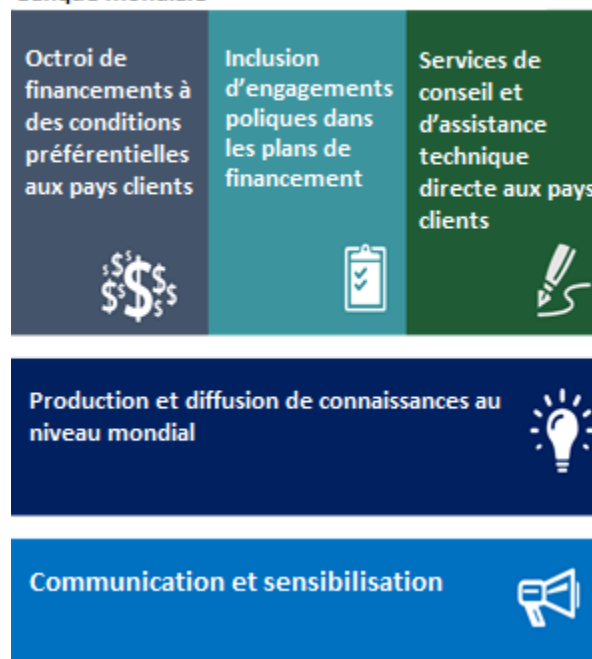 Octroi de
financements à
des conditions
préférentielles
aux pays clients
Inclusion
d'engagements
poliques dans
les plans de
financement
Services de
conseil et
d'assistance
technique
directe aux pays
clients
Production et diffusion de connaissances au
niveau mondial
Communication et sensibilisation